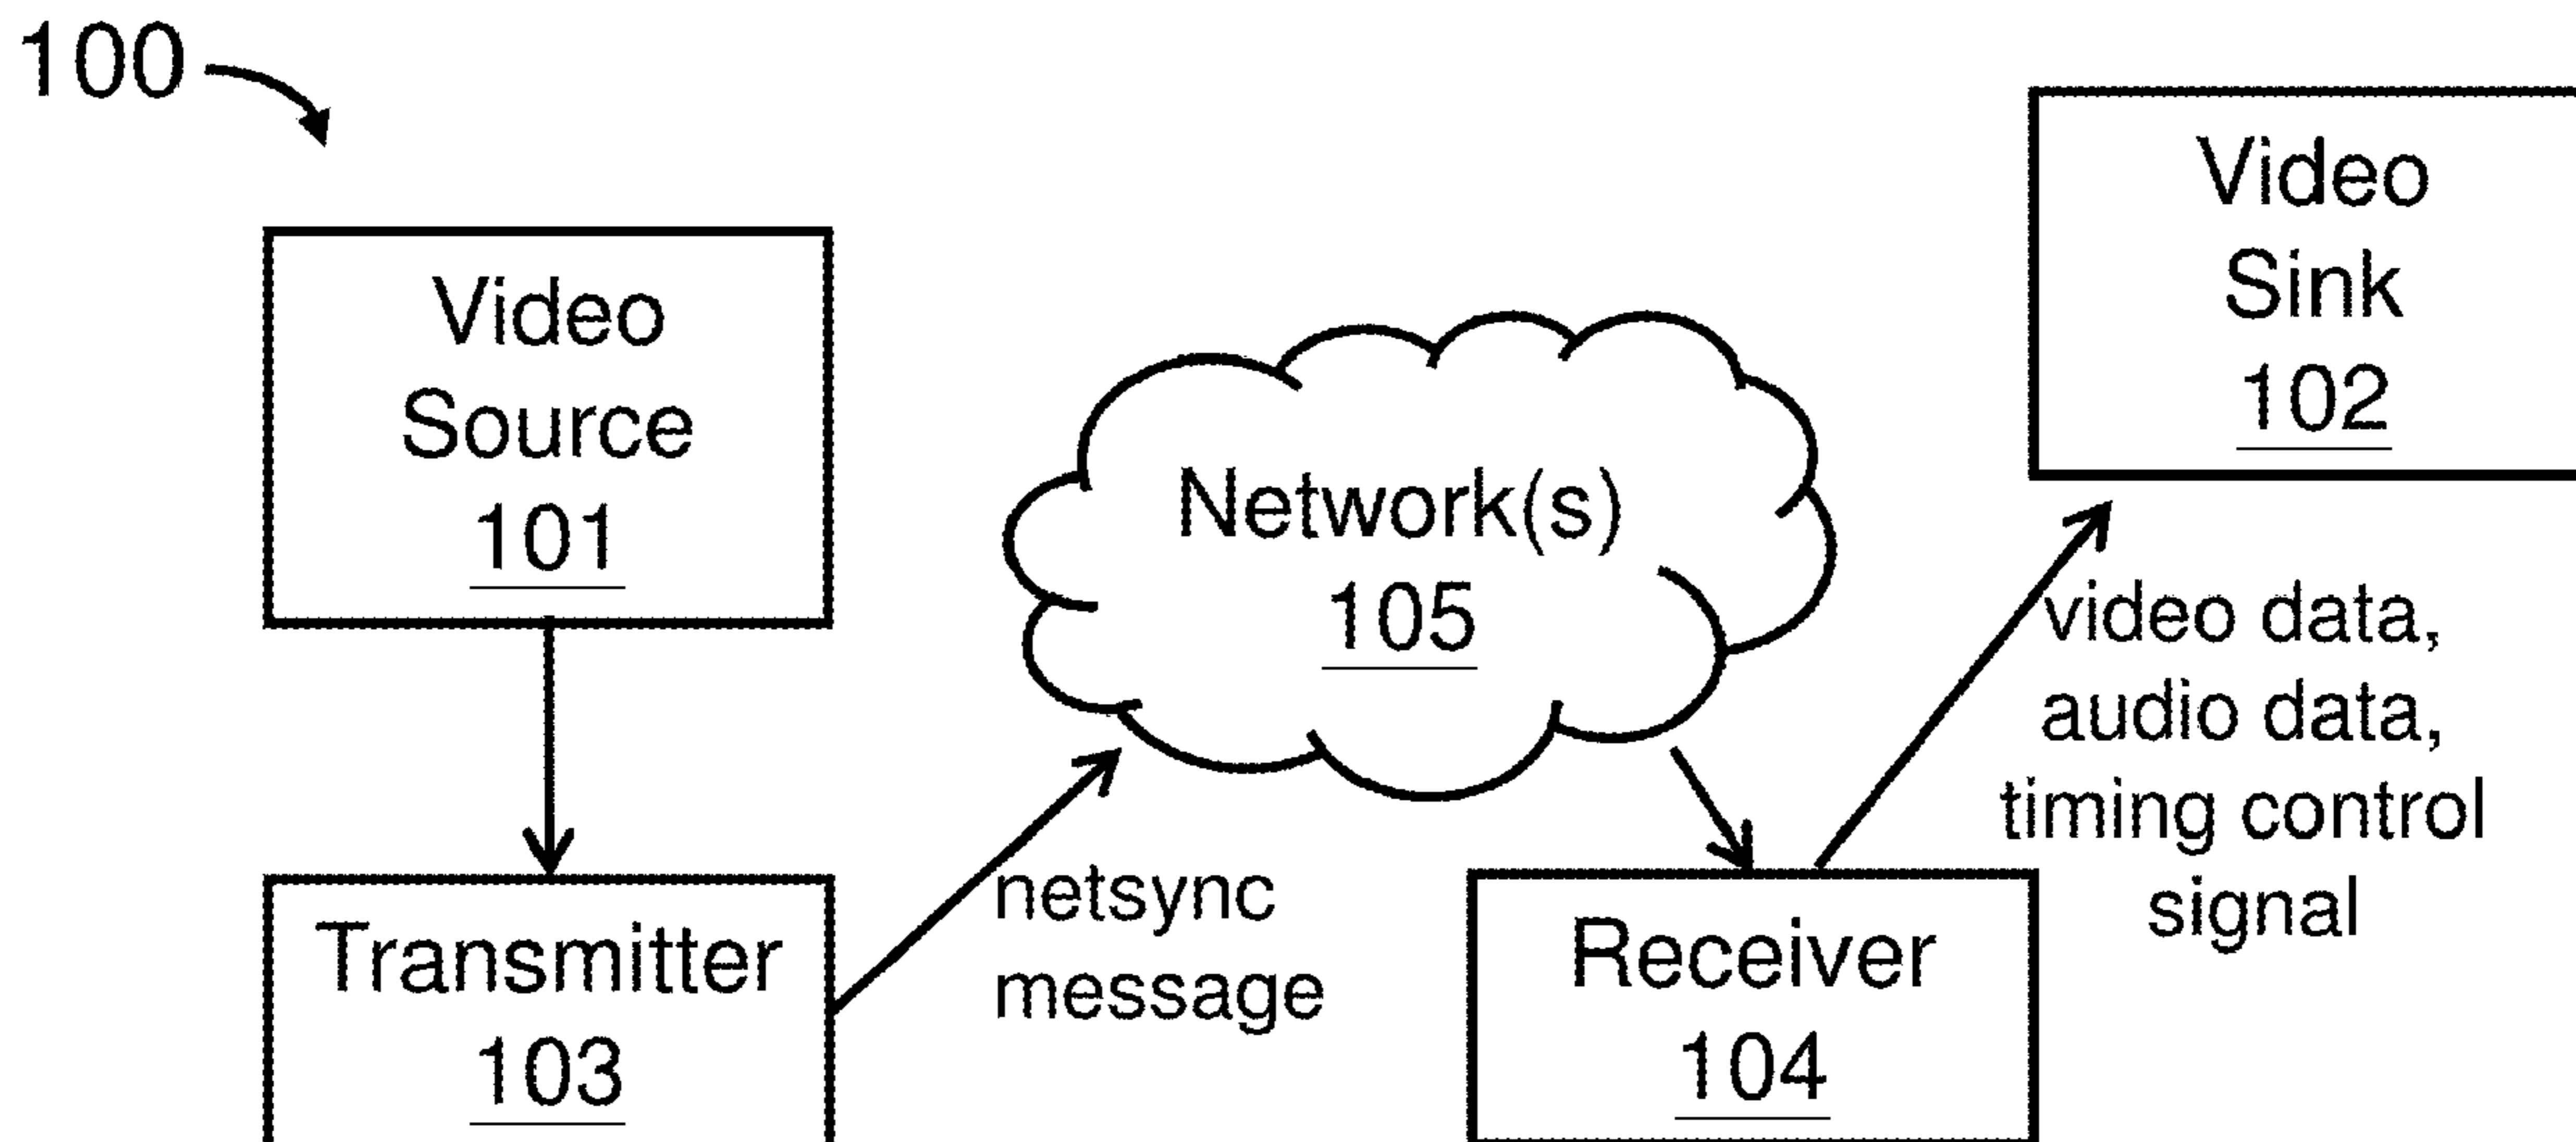 100
Video
Source
101
Transmitter
103
netsync
message
Network(s)
105
Receiver
104
Video
Sink
102
video data,
audio data,
timing control
signal